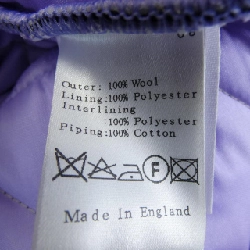 Outer: 100% Wool
Lining: 100% Polyester
Interlining
100% Polyester
Piping: 100% Cotton
F
Made in England